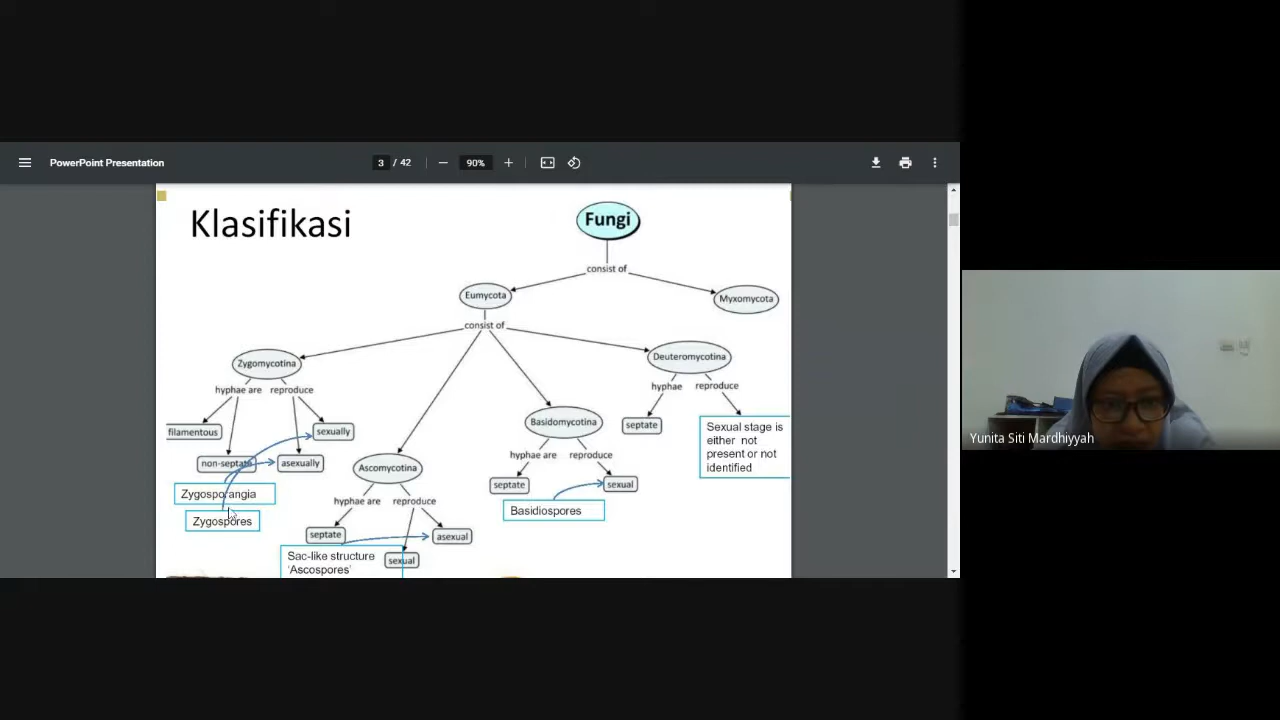 PowerPoint Presentation
3 / 42
90%
Klasifikasi
Fungi
consist of
Eumycota
Myxomycota
consist of
Zygomycotina
hyphae are reproduce
filamentous
sexually
non-septate
asexually
Zygosporangia
Zygospores
Ascomycotina
hyphae are reproduce
septate
asexual
sexual
Sac-like structure
'Ascospores'
Basidomycotina
hyphae are reproduce
septate
sexual
Basidiospores
Deuteromycotina
hyphae reproduce
septate
Sexual stage is
either not
present or not
identified
Yunita Siti Mardhiyyah